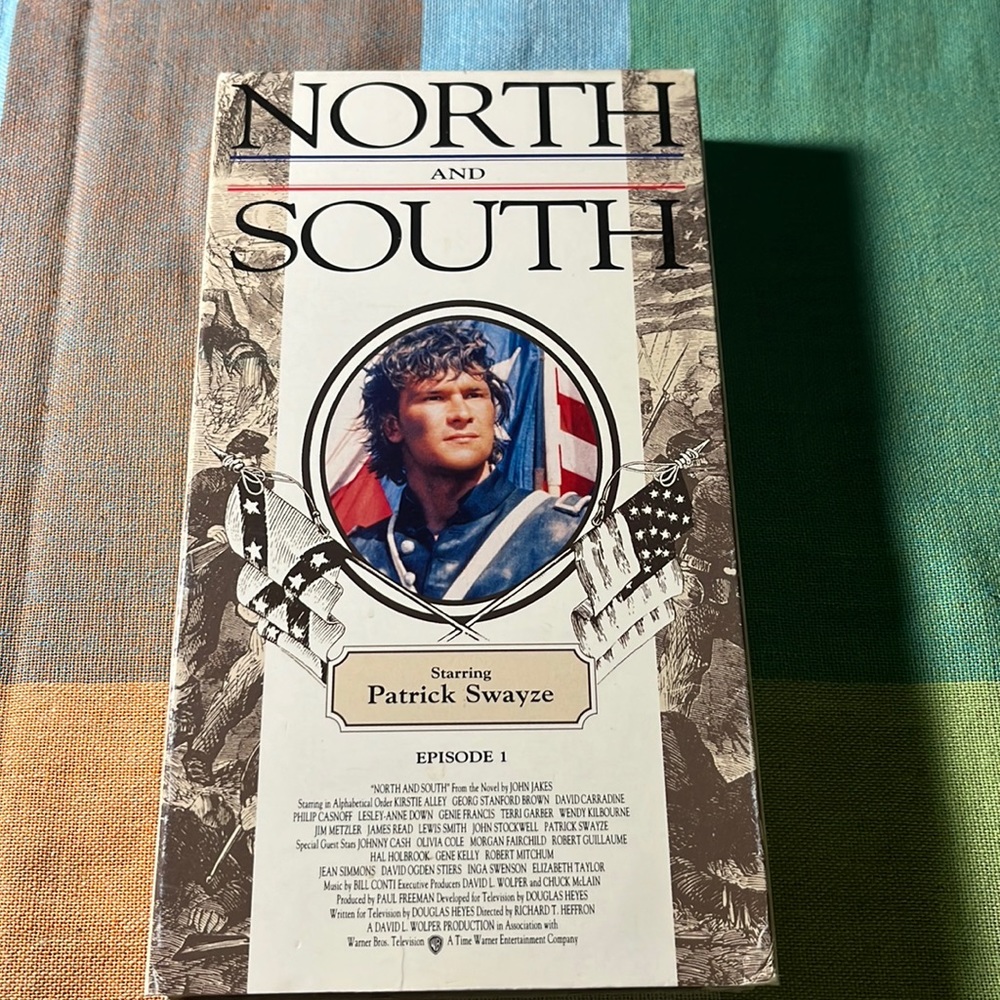 NORTH
AND
SOUTH
Starring
Patrick Swayze
EPISODE 1
"NORTH AND SOUTH" From the Novel by JOHN JAKES
Starring in Alphabetical Order KIRSTIE ALLEY GEORG STANFORD BROWN DAVID CARRADINE
PHILIP CASNOFF LESLEY-ANNE DOWN GENIE FRANCIS TERRI GARBER WENDY KILBOURNE
JIM METZLER JAMES READ LEWIS SMITH JOHN STOCKWELL PATRICK SWAYZE
Special Guest Stars JOHNNY CASH OLIVIA COLE MORGAN FAIRCHILD ROBERT GUILLAUME
HAL HOLBROOK GENE KELLY ROBERT MITCHUM
JEAN SIMMONS DAVID OGDEN STIERS INGA SWENSON ELIZABETH TAYLOR
Music by BILL CONTI Executive Producers DAVID L. WOLPER and CHUCK McLAIN
Produced by PAUL FREEMAN Developed for Television by DOUGLAS HEYES
Written for Television by DOUGLAS HEYES Directed by RICHARD T. HEFFRON
A DAVID L. WOLPER PRODUCTION in Association with
Warner Bros. Television WB A Time Warner Entertainment Company